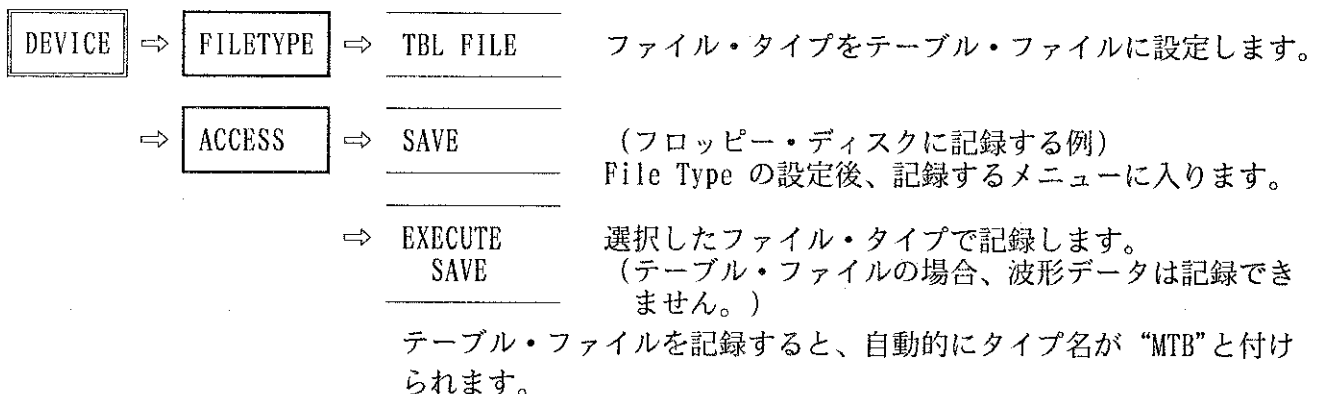 DEVICE ⇒ FILETYPE ⇒ TBL FILE ファイル・タイプをテーブル・ファイルに設定します。
⇒ ACCESS ⇒ SAVE (フロッピー・ディスクに記録する例)
File Type の設定後、記録するメニューに入ります。
⇒ EXECUTE 選択したファイル・タイプで記録します。
SAVE (テーブル・ファイルの場合、波形データは記録でき
ません。)
テーブル・ファイルを記録すると、自動的にタイプ名が “MTB”と付け
られます。